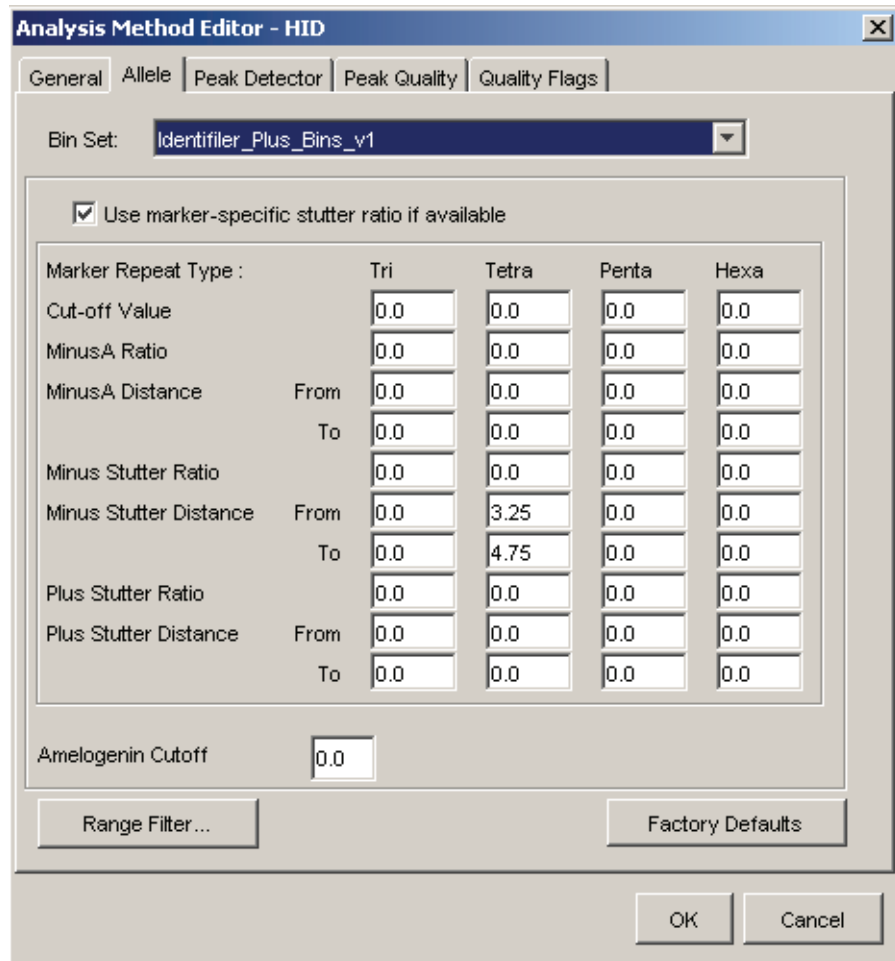 Analysis Method Editor - HID
General Allele Peak Detector Peak Quality Quality Flags
Bin Set: Identifiler_Plus_Bins_v1
Use marker-specific stutter ratio if available
Marker Repeat Type : Tri Tetra Penta Hexa
Cut-off Value 0.0 0.0 0.0 0.0
MinusA Ratio 0.0 0.0 0.0 0.0
MinusA Distance From 0.0 0.0 0.0 0.0
To 0.0 0.0 0.0 0.0
Minus Stutter Ratio 0.0 0.0 0.0 0.0
Minus Stutter Distance From 0.0 3.25 0.0 0.0
To 0.0 4.75 0.0 0.0
Plus Stutter Ratio 0.0 0.0 0.0 0.0
Plus Stutter Distance From 0.0 0.0 0.0 0.0
To 0.0 0.0 0.0 0.0
Amelogenin Cutoff 0.0
Range Filter... Factory Defaults
OK Cancel